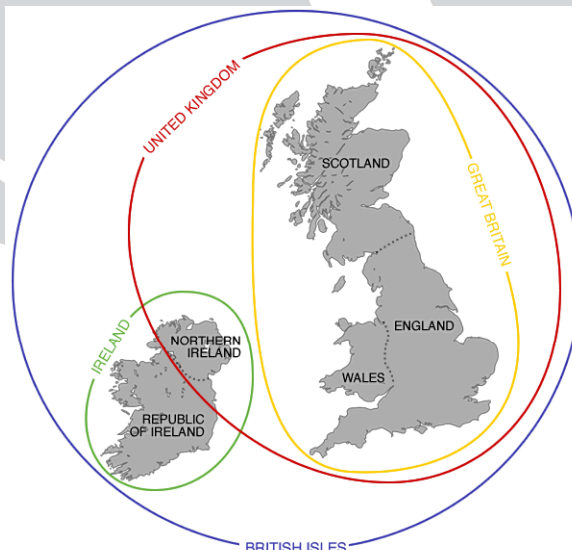 UNITED KINGDOM
SCOTLAND
GREAT BRITAIN
IRELAND
NORTHERN
IRELAND
ENGLAND
WALES
REPUBLIC
OF IRELAND
BRITISH ISLES